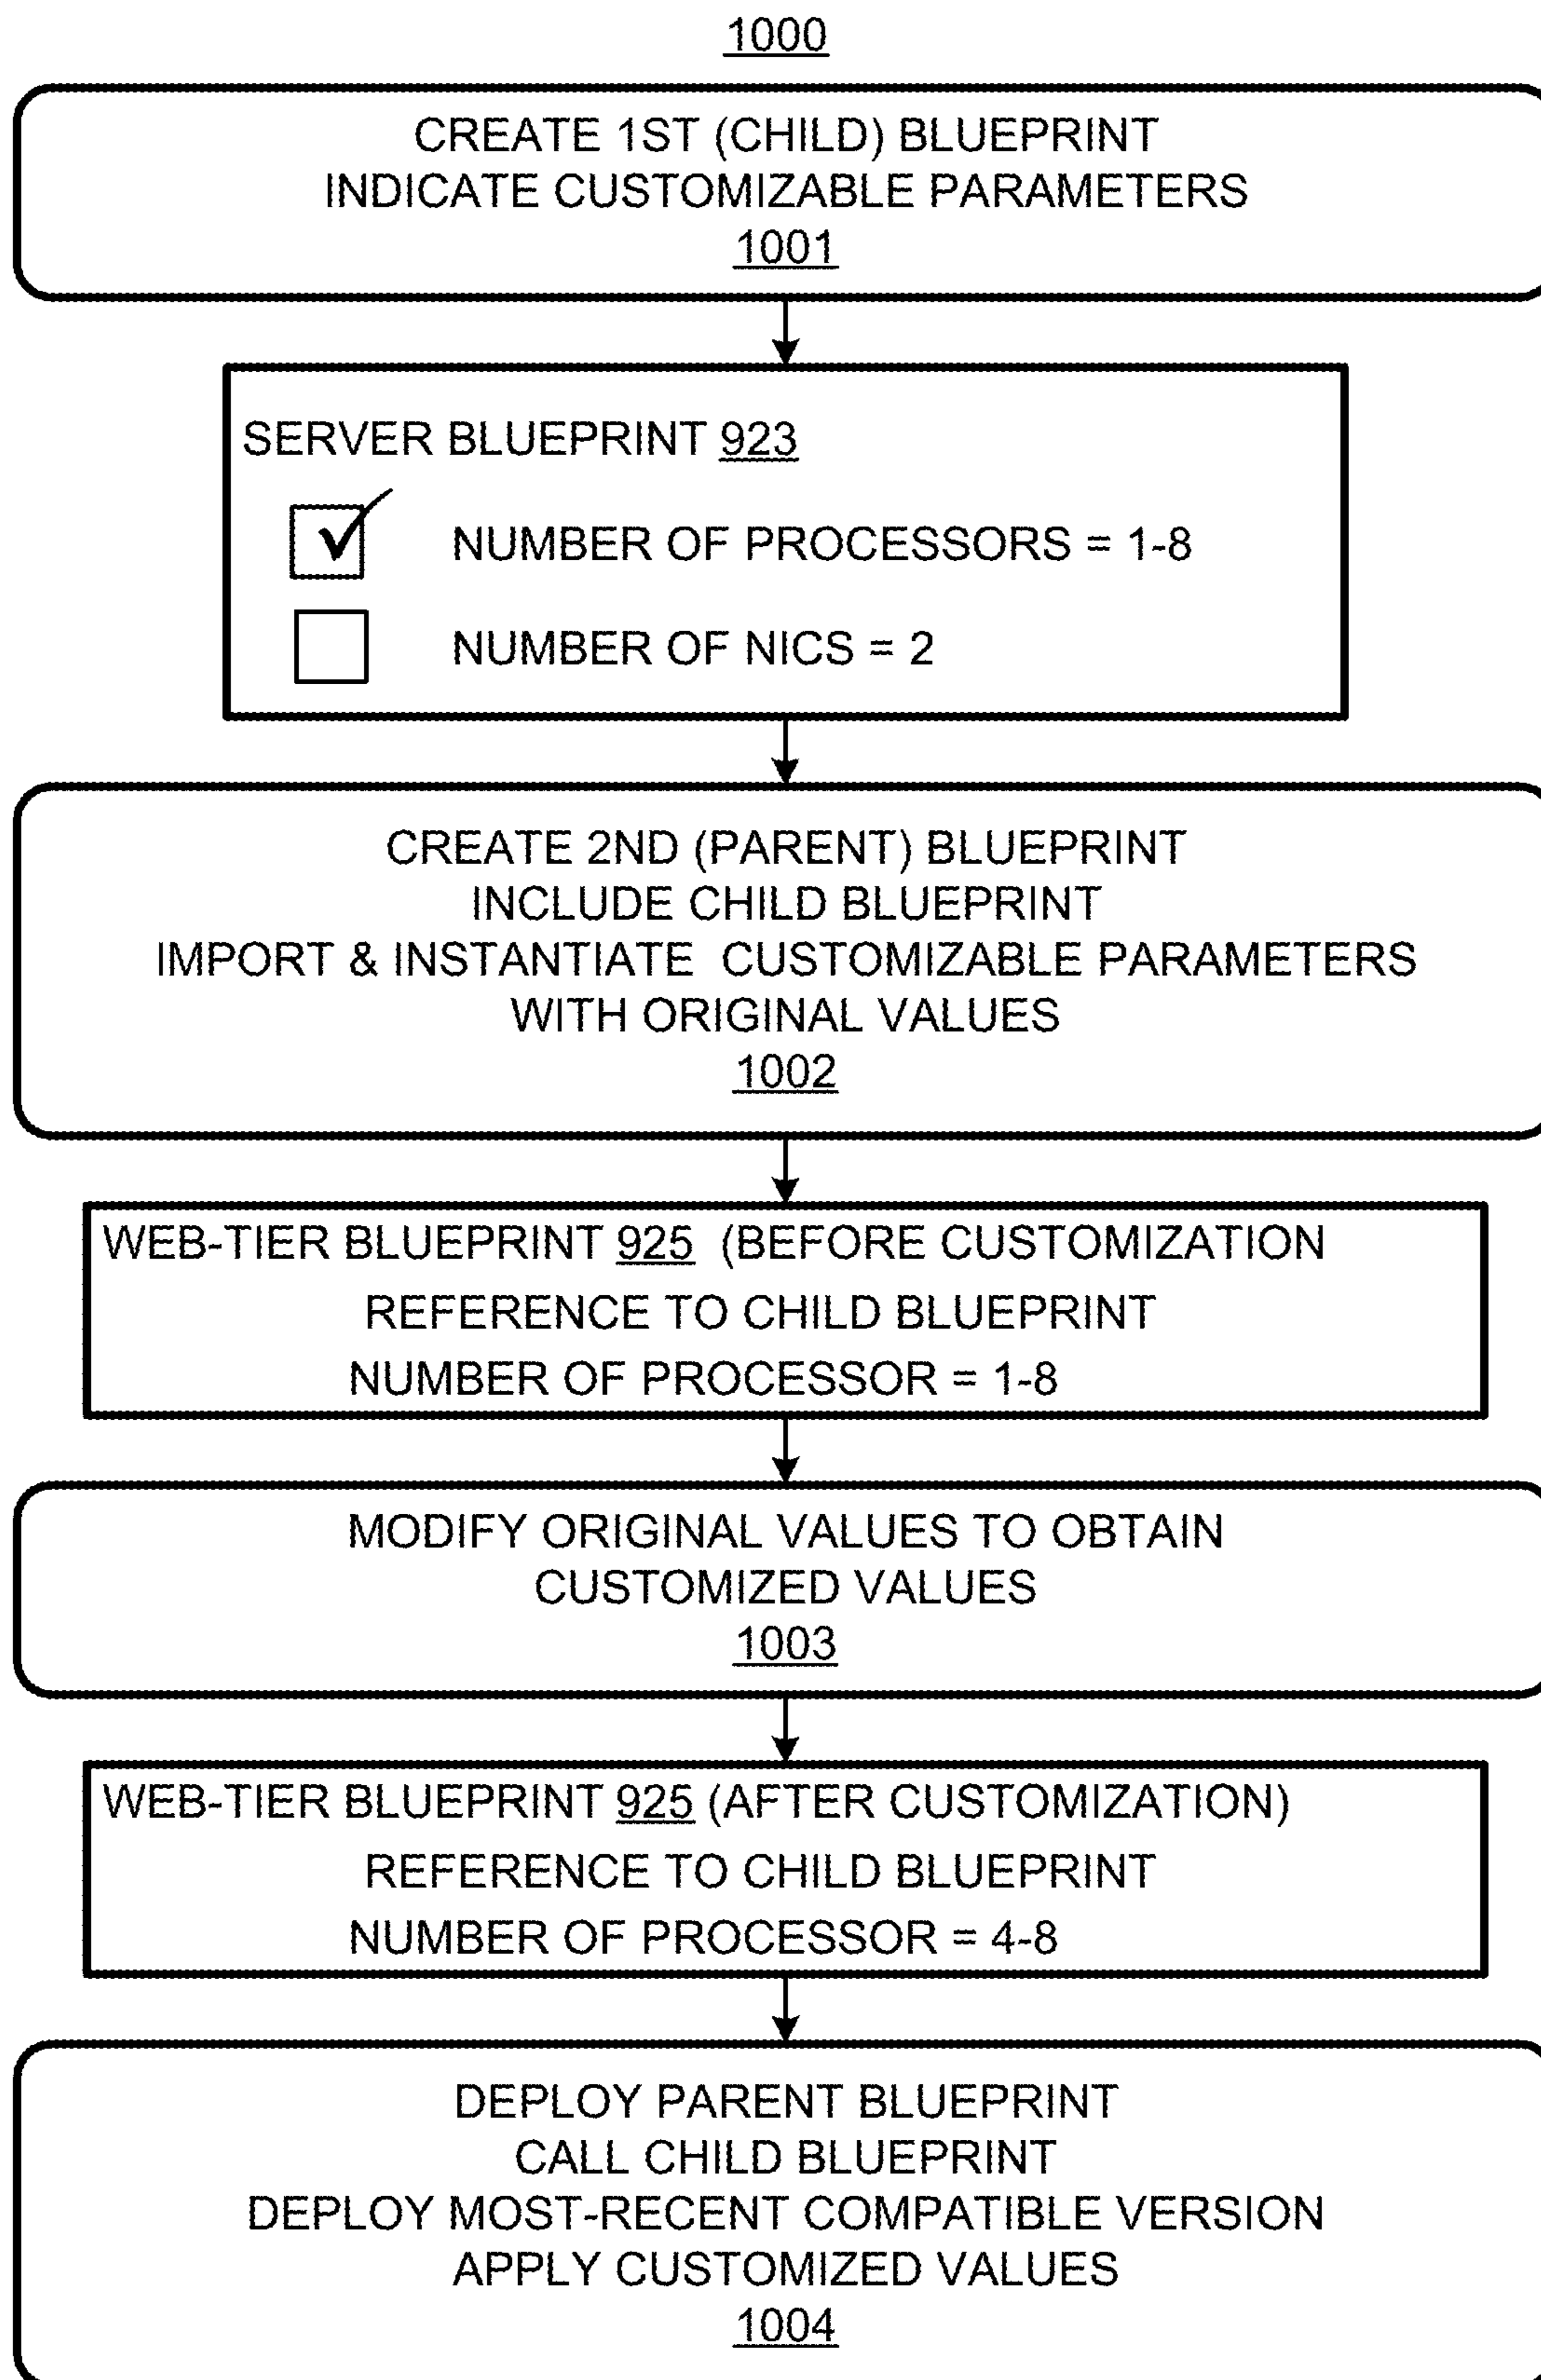 1000
CREATE 1ST (CHILD) BLUEPRINT
INDICATE CUSTOMIZABLE PARAMETERS
1001
SERVER BLUEPRINT 923
NUMBER OF PROCESSORS = 1-8
NUMBER OF NICS = 2
CREATE 2ND (PARENT) BLUEPRINT
INCLUDE CHILD BLUEPRINT
IMPORT & INSTANTIATE CUSTOMIZABLE PARAMETERS
WITH ORIGINAL VALUES
1002
WEB-TIER BLUEPRINT 925 (BEFORE CUSTOMIZATION
REFERENCE TO CHILD BLUEPRINT
NUMBER OF PROCESSOR = 1-8
MODIFY ORIGINAL VALUES TO OBTAIN
CUSTOMIZED VALUES
1003
WEB-TIER BLUEPRINT 925 (AFTER CUSTOMIZATION)
REFERENCE TO CHILD BLUEPRINT
NUMBER OF PROCESSOR = 4-8
DEPLOY PARENT BLUEPRINT
CALL CHILD BLUEPRINT
DEPLOY MOST-RECENT COMPATIBLE VERSION
APPLY CUSTOMIZED VALUES
1004